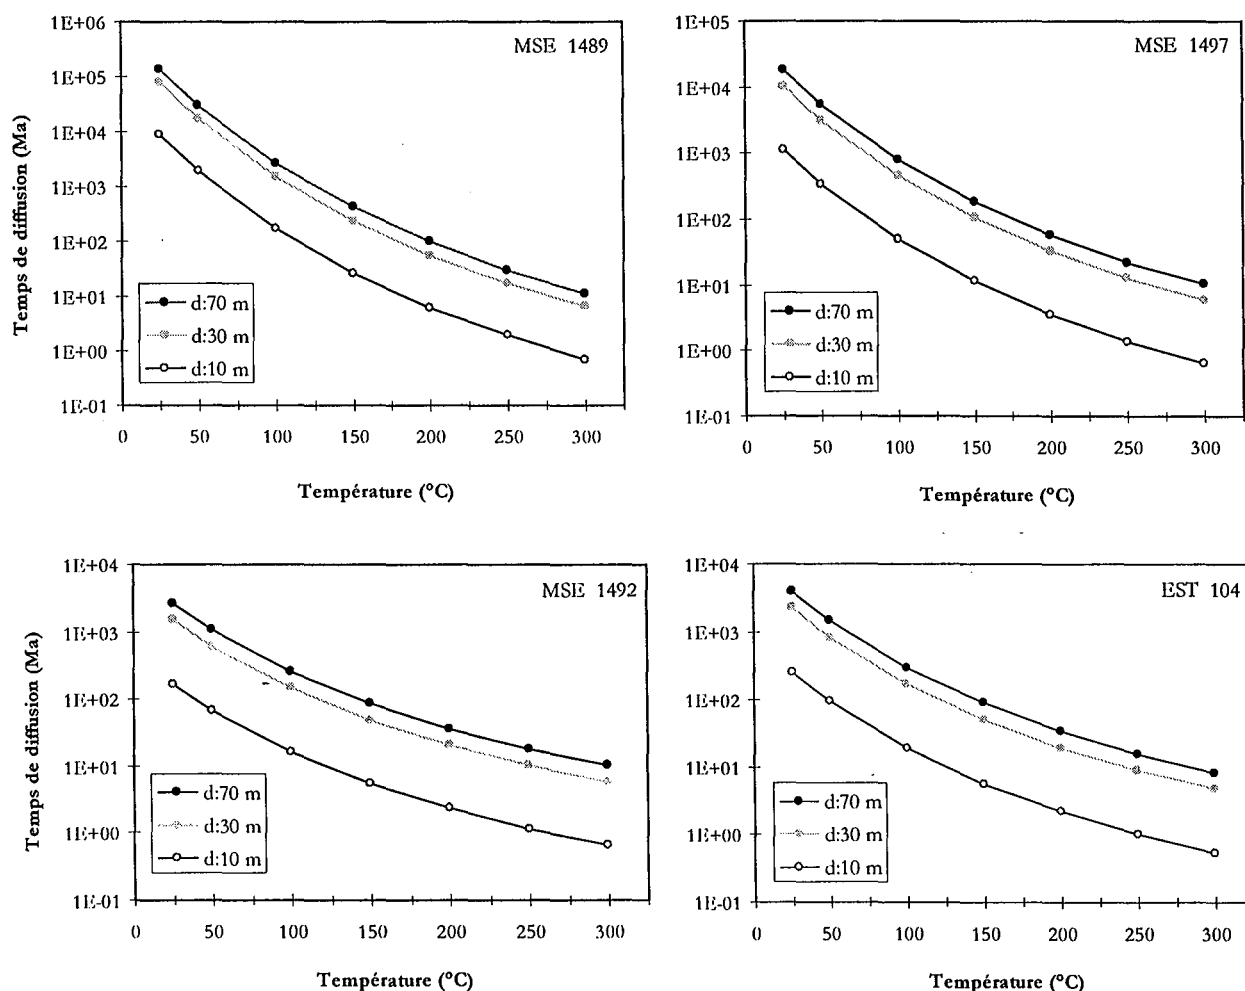 MSE 1489
1E+06
1E+05
1E+04
1E+03
1E+02
1E+01
1E+00
1E-01
Temps de diffusion (Ma)
d:70 m
d:30 m
d:10 m
0 50 100 150 200 250 300
Température (°C)
MSE 1497
1E+05
1E+04
1E+03
1E+02
1E+01
1E+00
1E-01
d:70 m
d:30 m
d:10 m
0 50 100 150 200 250 300
Température (°C)
MSE 1492
1E+04
1E+03
1E+02
1E+01
1E+00
1E-01
Temps de diffusion (Ma)
d:70 m
d:30 m
d:10 m
0 50 100 150 200 250 300
Température (°C)
EST 104
1E+04
1E+03
1E+02
1E+01
1E+00
1E-01
d:70 m
d:30 m
d:10 m
0 50 100 150 200 250 300
Température (°C)